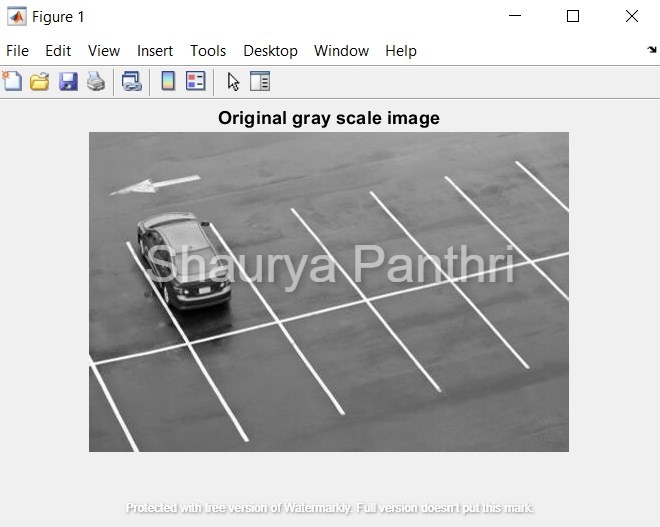 Figure 1
File Edit View Insert Tools Desktop Window Help
Original gray scale image
Shaurya Panthri
Protected with free version of Watermarkly. Full version doesn't put this mark.